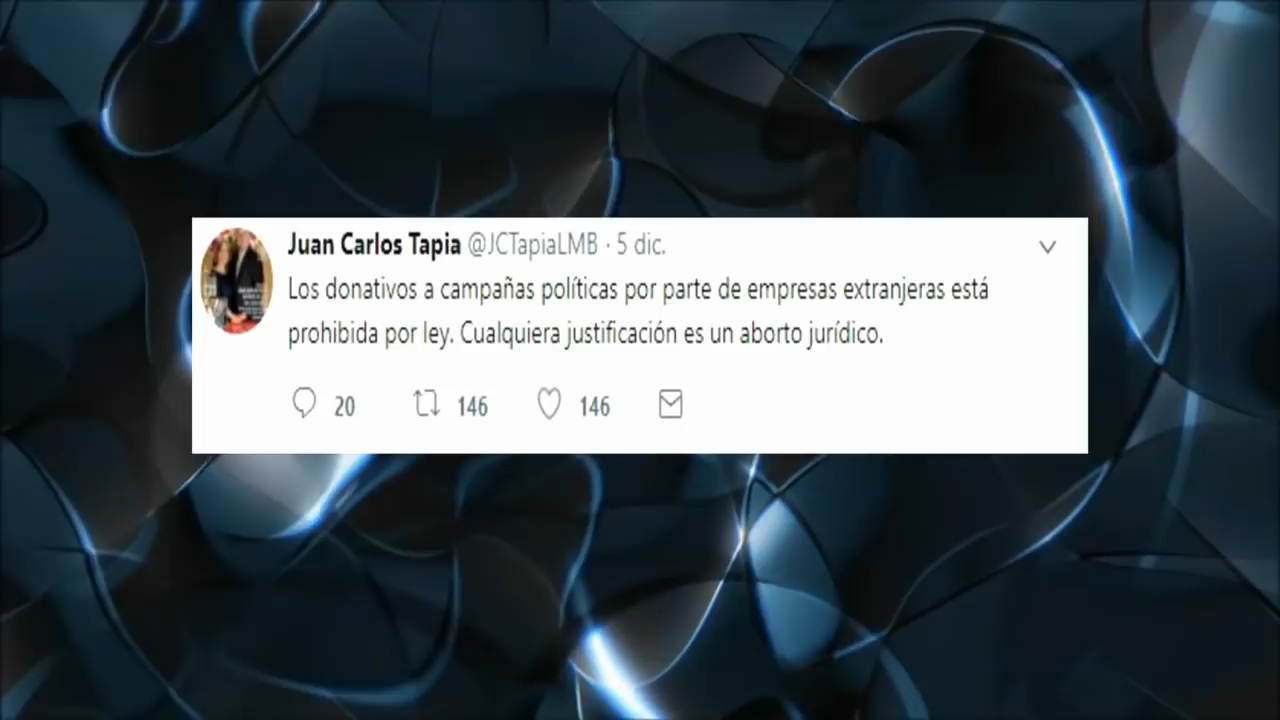 Juan Carlos Tapia @JCTapiaLMB · 5 dic.
Los donativos a campañas políticas por parte de empresas extranjeras está
prohibida por ley. Cualquiera justificación es un aborto jurídico.
20 146 146